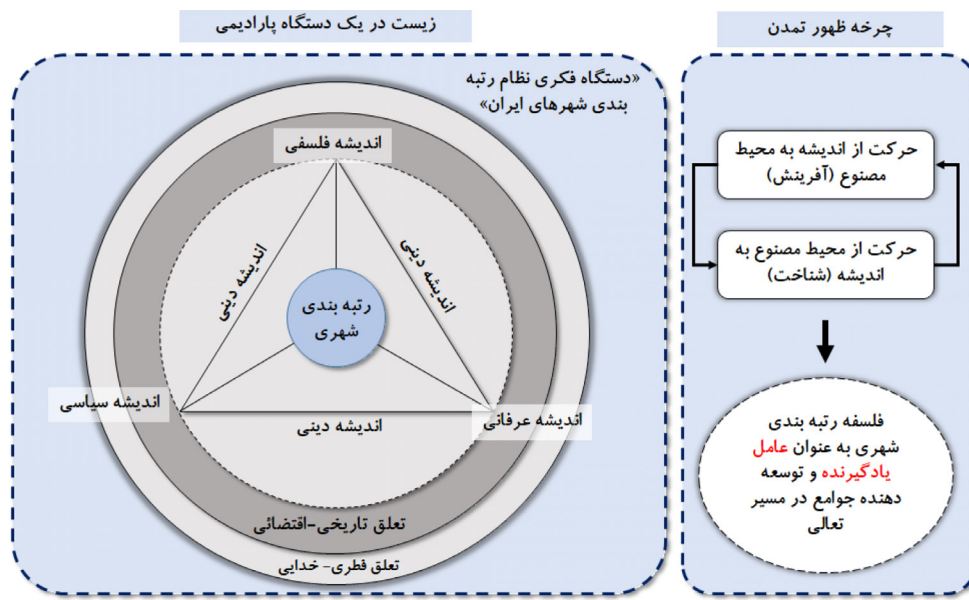 چرخه ظهور تمدن
حرکت از اندیشه به محیط
مصنوع (آفرینش)
حرکت از محیط مصنوع به
اندیشه (شناخت)
فلسفه رتبه بندی
شهری به عنوان عامل
یادگیرنده و توسعه
دهنده جوامع در مسیر
تعالی
زیست در یک دستگاه پارادیمی
«دستگاه فکری نظام رتبه
بندی شهرهای ایران»
اندیشه فلسفی
اندیشه دینی
اندیشه دینی
رتبه بندی
شهری
اندیشه عرفانی
اندیشه سیاسی
اندیشه دینی
تعلق تاریخی-اقتضائی
تعلق فطری- خدایی